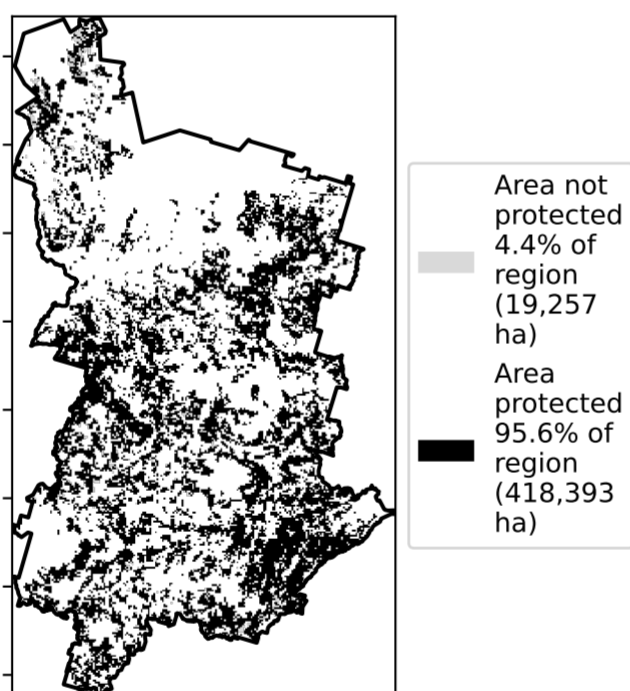 Area not
protected
4.4% of
region
(19,257
ha)
Area
protected
95.6% of
region
(418,393
ha)